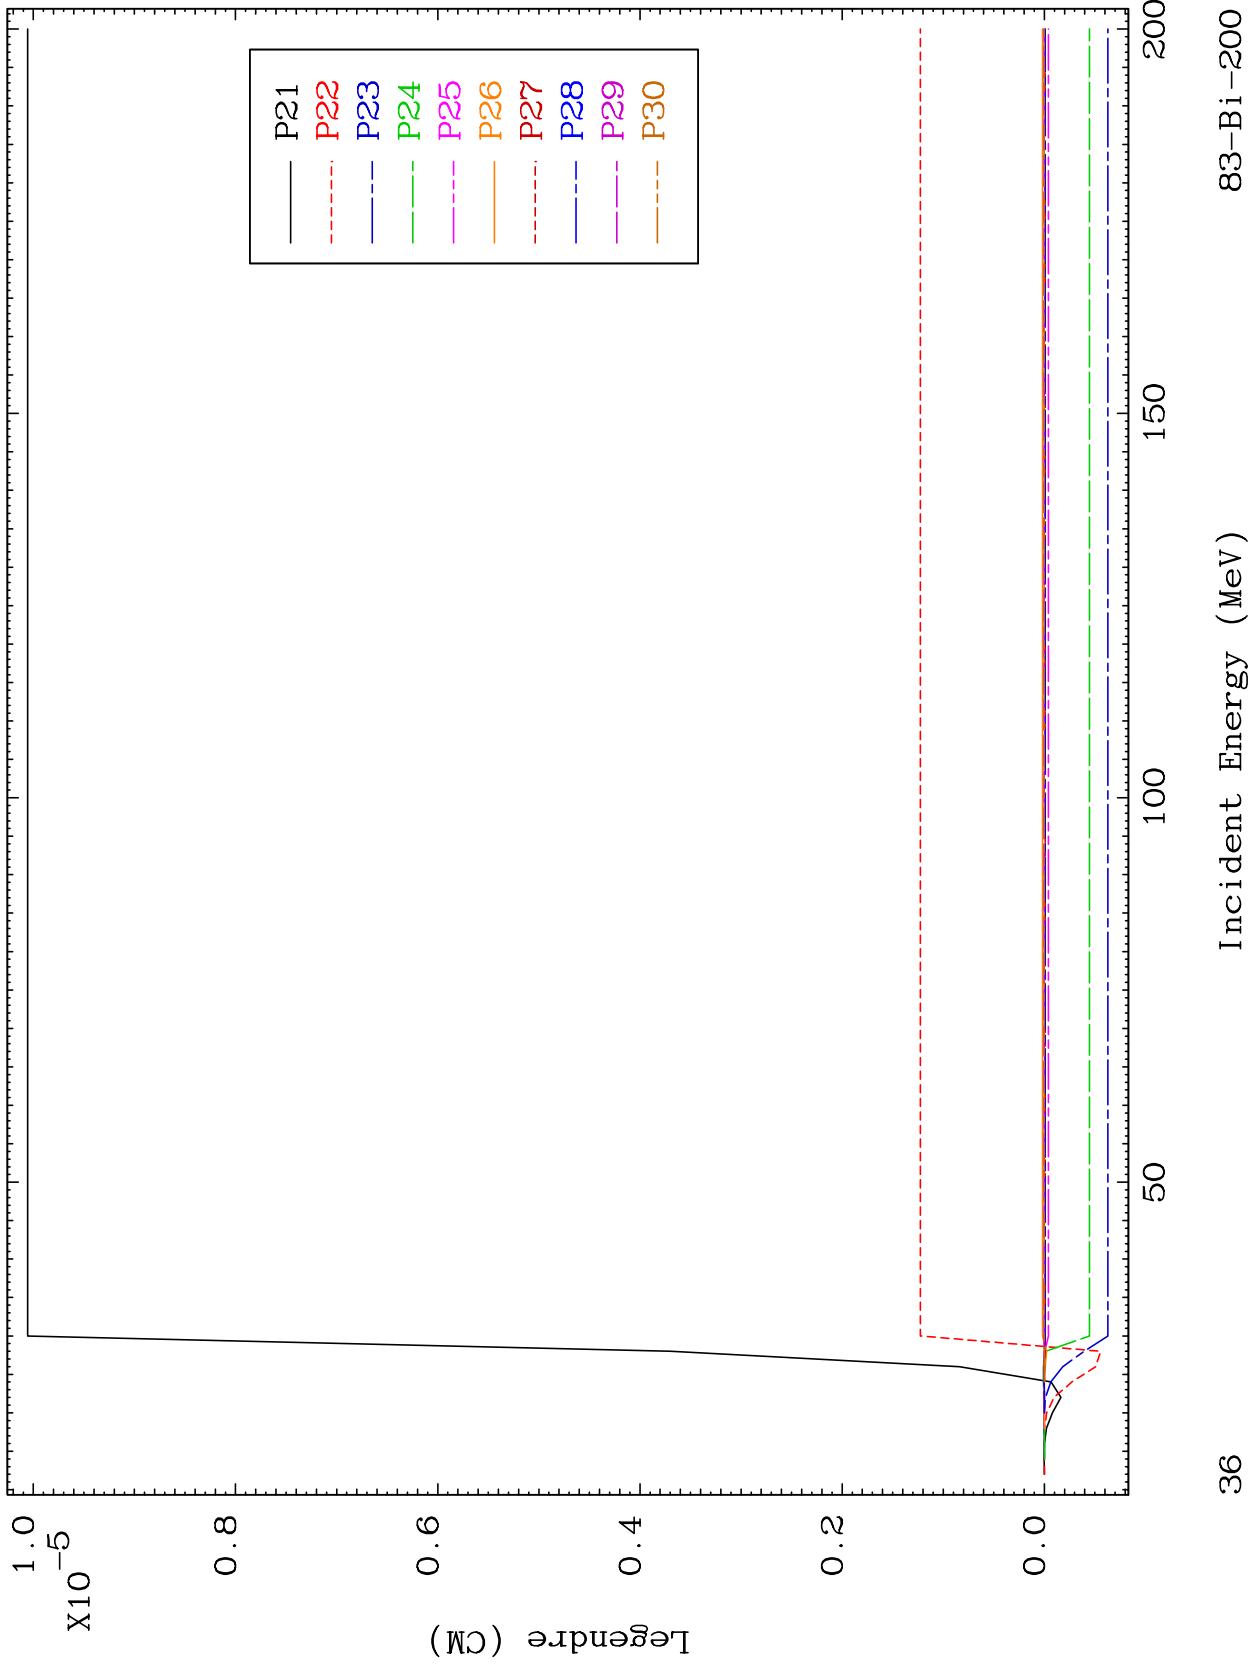 P21
P22
P23
P24
P25
P26
P27
P28
P29
P30
1.0
0.8
0.6
0.4
0.2
0.0
X10-5
Legendre (CM)
50
100
150
200
Incident Energy (MeV)
36
83-Bi-200